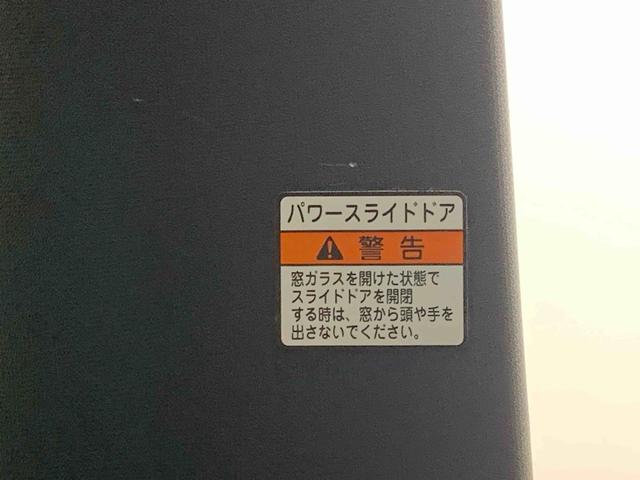 パワースライドドア
警告
窓ガラスを開けた状態で
スライドドアを開閉
する時は、窓から頭や手を
出さないでください。